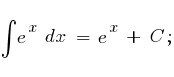 ∫e^x dx = e^x + C;